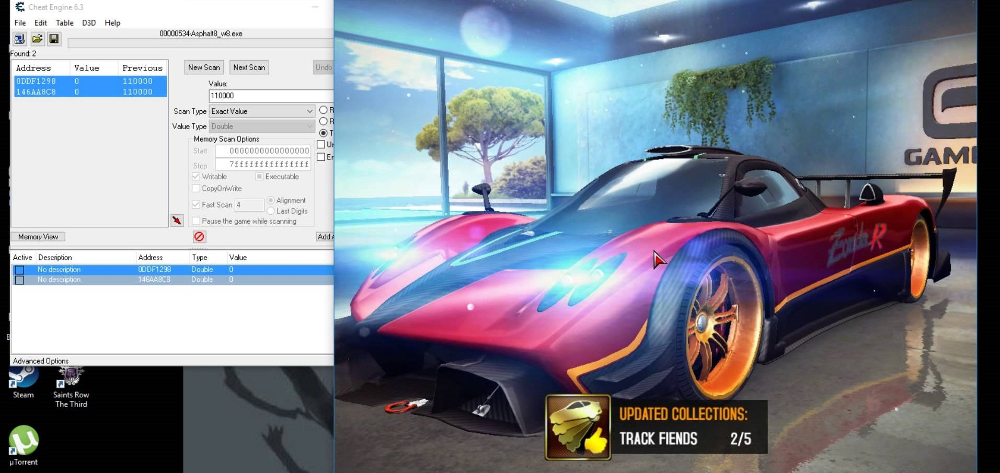 Cheat Engine 6.3
File Edit Table D3D Help
00000534-Asphalt8_w8.exe
Found: 2
Address Value Previous
0DDF1298 0 110000
146AA8C8 0 110000
New Scan Next Scan Undo
Value:
110000
Scan Type Exact Value
Value Type Double
Memory Scan Options
Start 0000000000000000
Stop 7fffffffffffffff
Writable Executable
CopyOnWrite
Fast Scan 4 Alignment
Last Digits
Pause the game while scanning
R
R
T
Un
En
Memory View
Add A
Active Description Address Type Value
No description 0DDF1298 Double 0
No description 146AA8C8 Double 0
Advanced Options
Steam
Saints Row
The Third
µTorrent
GAME
Zonda R
UPDATED COLLECTIONS:
TRACK FIENDS 2/5